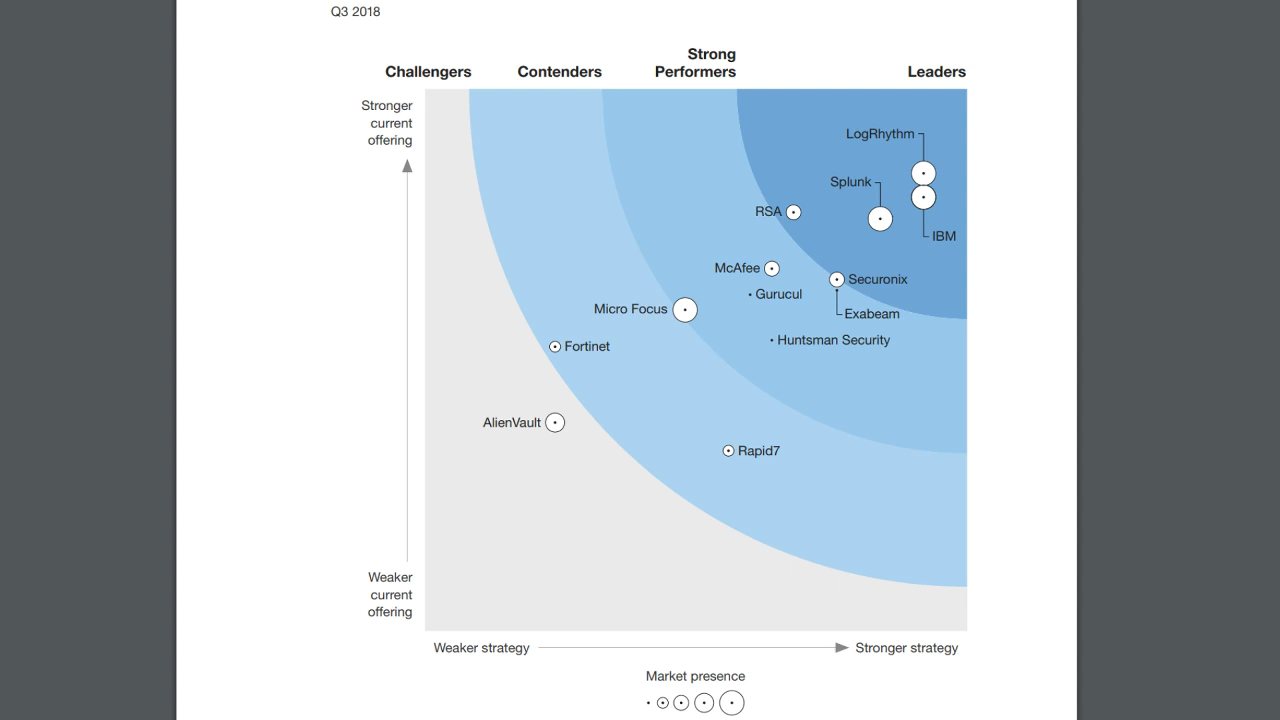 Q3 2018
Strong
Challengers Contenders Performers Leaders
Stronger
current
offering
LogRhythm
Splunk
RSA
IBM
McAfee
Securonix
Gurucul
Micro Focus
Exabeam
Huntsman Security
Fortinet
AlienVault
Rapid7
Weaker
current
offering
Weaker strategy Stronger strategy
Market presence